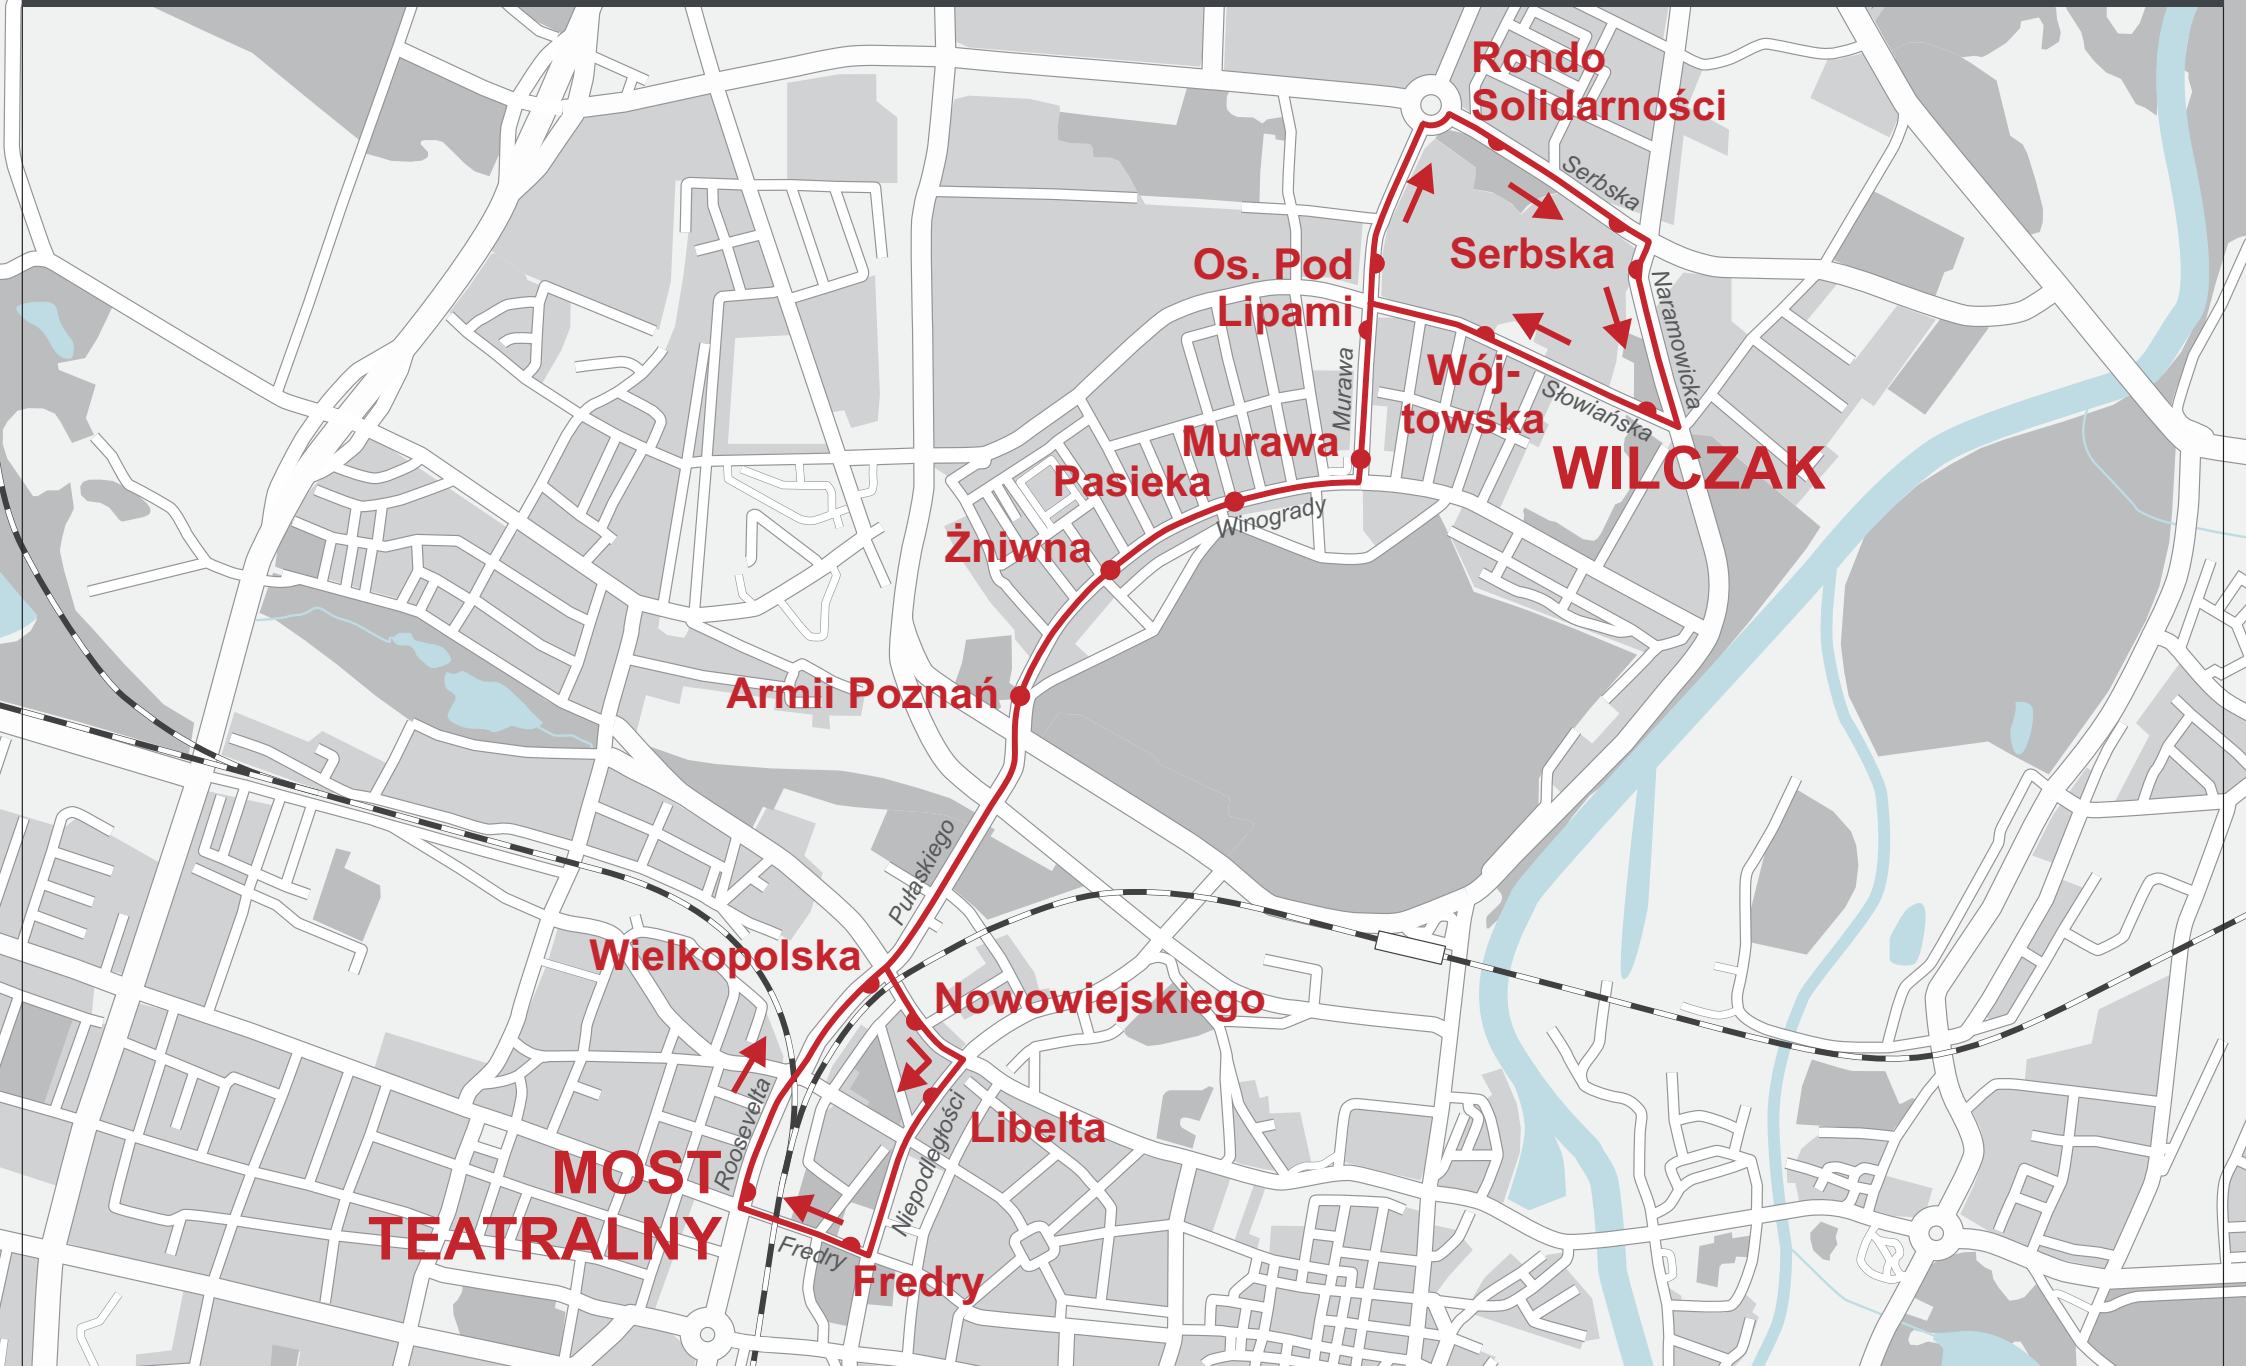 Rondo
Solidarności
Serbska
Serbska
Naramowicka
Os. Pod
Lipami
Murawa
Wój-
towska
Słowiańska
WILCZAK
Murawa
Pasieka
Winogrady
Żniwna
Armii Poznań
Pułaskiego
Wielkopolska
Nowowiejskiego
Roosevelta
Niepodległości
Libelta
MOST
TEATRALNY
Fredry
Fredry